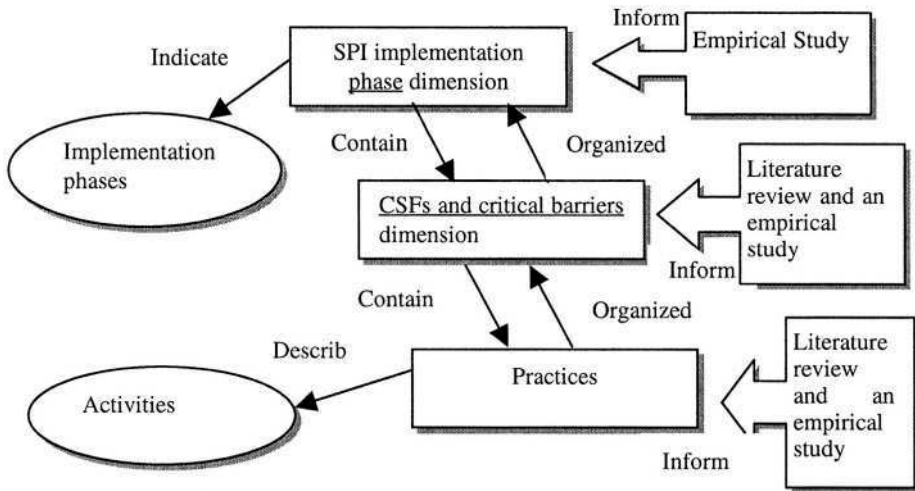 Inform
Empirical Study
Indicate
SPI implementation
phase dimension
Contain
Organized
Implementation
phases
Literature
review and an
empirical
study
CSFs and critical barriers
dimension
Inform
Contain
Organized
Describ
Literature
review
and an
empirical
study
Practices
Activities
Inform